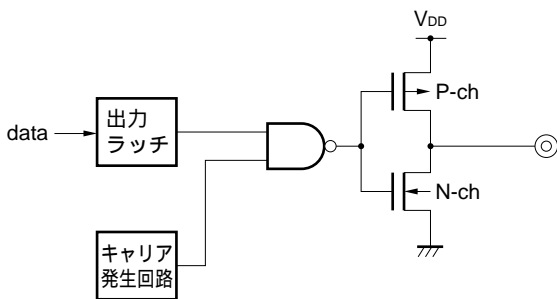 VDD
P-ch
data
出力
ラッチ
N-ch
キャリア
発生回路